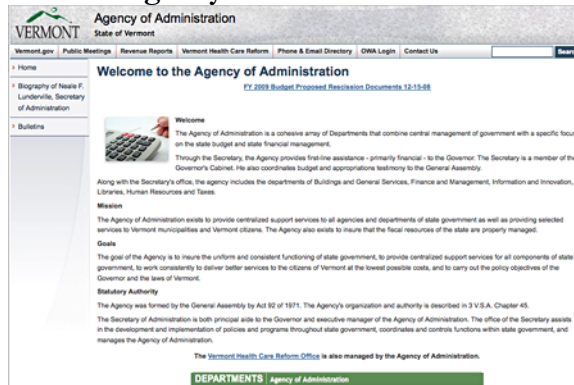 Agency of Administration
VERMONT
State of Vermont
Vermont.gov Public Meetings Revenue Reports Vermont Health Care Reform Phone & Email Directory OWA Login Contact Us
Home
Biography of Neale F.
Lunderville, Secretary
of Administration
Bulletins
Welcome to the Agency of Administration
FY 2009 Budget Proposed Rescission Documents 12-15-08
Welcome
The Agency of Administration is a cohesive array of Departments that combine central management of government with a specific focus
on the state budget and state financial management.
Through the Secretary, the Agency provides first-line assistance - primarily financial - to the Governor. The Secretary is a member of the
Governor's Cabinet. He also coordinates budget and appropriations testimony to the General Assembly.
Along with the Secretary's office, the agency includes the departments of Buildings and General Services, Finance and Management, Information and Innovation,
Libraries, Human Resources and Taxes.
Mission
The Agency of Administration exists to provide centralized support services to all agencies and departments of state government as well as providing selected
services to Vermont municipalities and Vermont citizens. The Agency also exists to insure that the fiscal resources of the state are properly managed.
Goals
The goal of the Agency is to insure the uniform and consistent functioning of state government, to provide centralized support services for all components of state
government, to work consistently to deliver better services to the citizens of Vermont at the lowest possible costs, and to carry out the policy objectives of the
Governor and the laws of Vermont.
Statutory Authority
The Agency was formed by the General Assembly by Act 92 of 1971. The Agency's organization and authority is described in 3 V.S.A. Chapter 45.
The Secretary of Administration is both principal aide to the Governor and executive manager of the Agency of Administration. The office of the Secretary assists
in the development and implementation of policies and programs throughout state government, coordinates and controls functions within state government, and
manages the Agency of Administration.
The Vermont Health Care Reform Office is also managed by the Agency of Administration.
DEPARTMENTS Agency of Administration